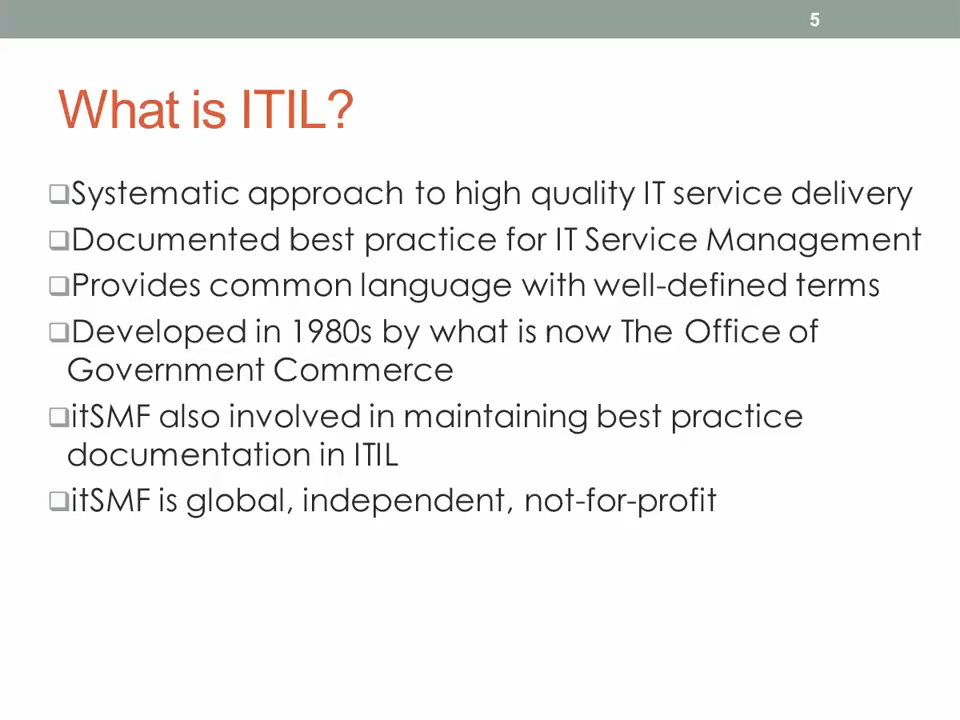 5
What is ITIL?
❑Systematic approach to high quality IT service delivery
❑Documented best practice for IT Service Management
❑Provides common language with well-defined terms
❑Developed in 1980s by what is now The Office of
Government Commerce
❑itSMF also involved in maintaining best practice
documentation in ITIL
❑itSMF is global, independent, not-for-profit